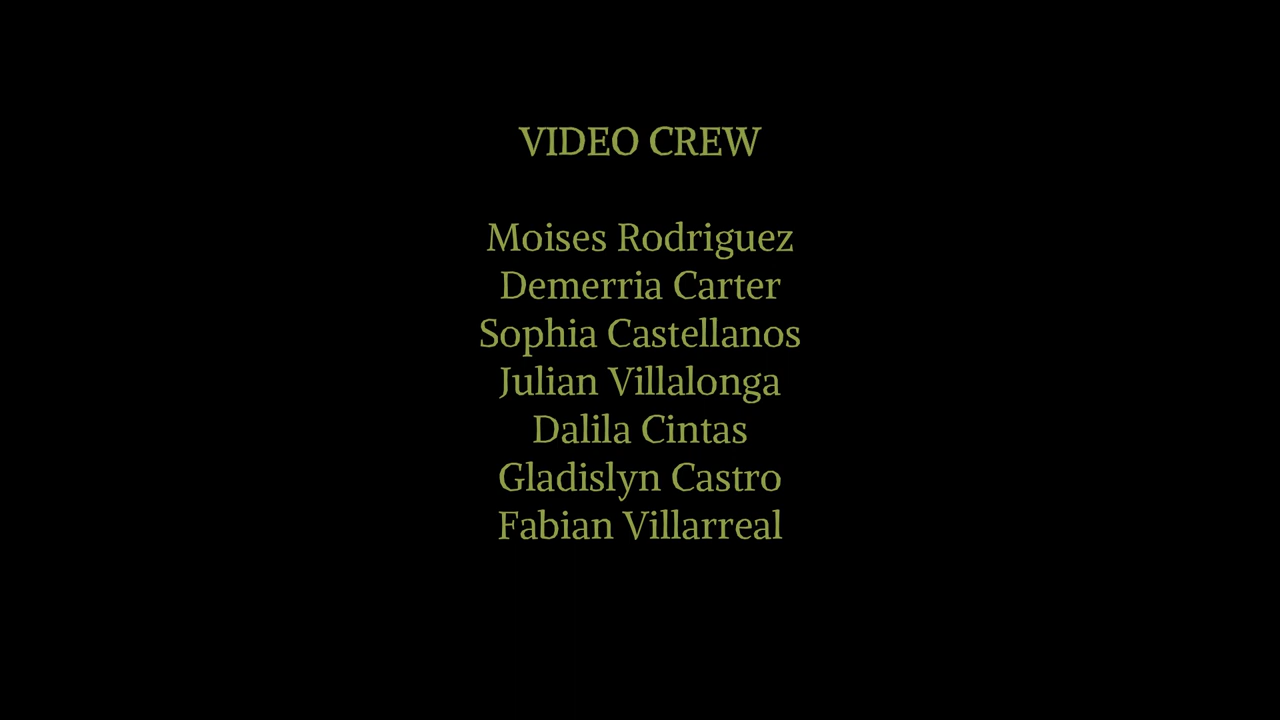 VIDEO CREW
Moises Rodriguez
Demerria Carter
Sophia Castellanos
Julian Villalonga
Dalila Cintas
Gladislyn Castro
Fabian Villarreal